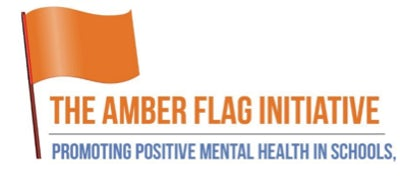 THE AMBER FLAG INITIATIVE
PROMOTING POSITIVE MENTAL HEALTH IN SCHOOLS,